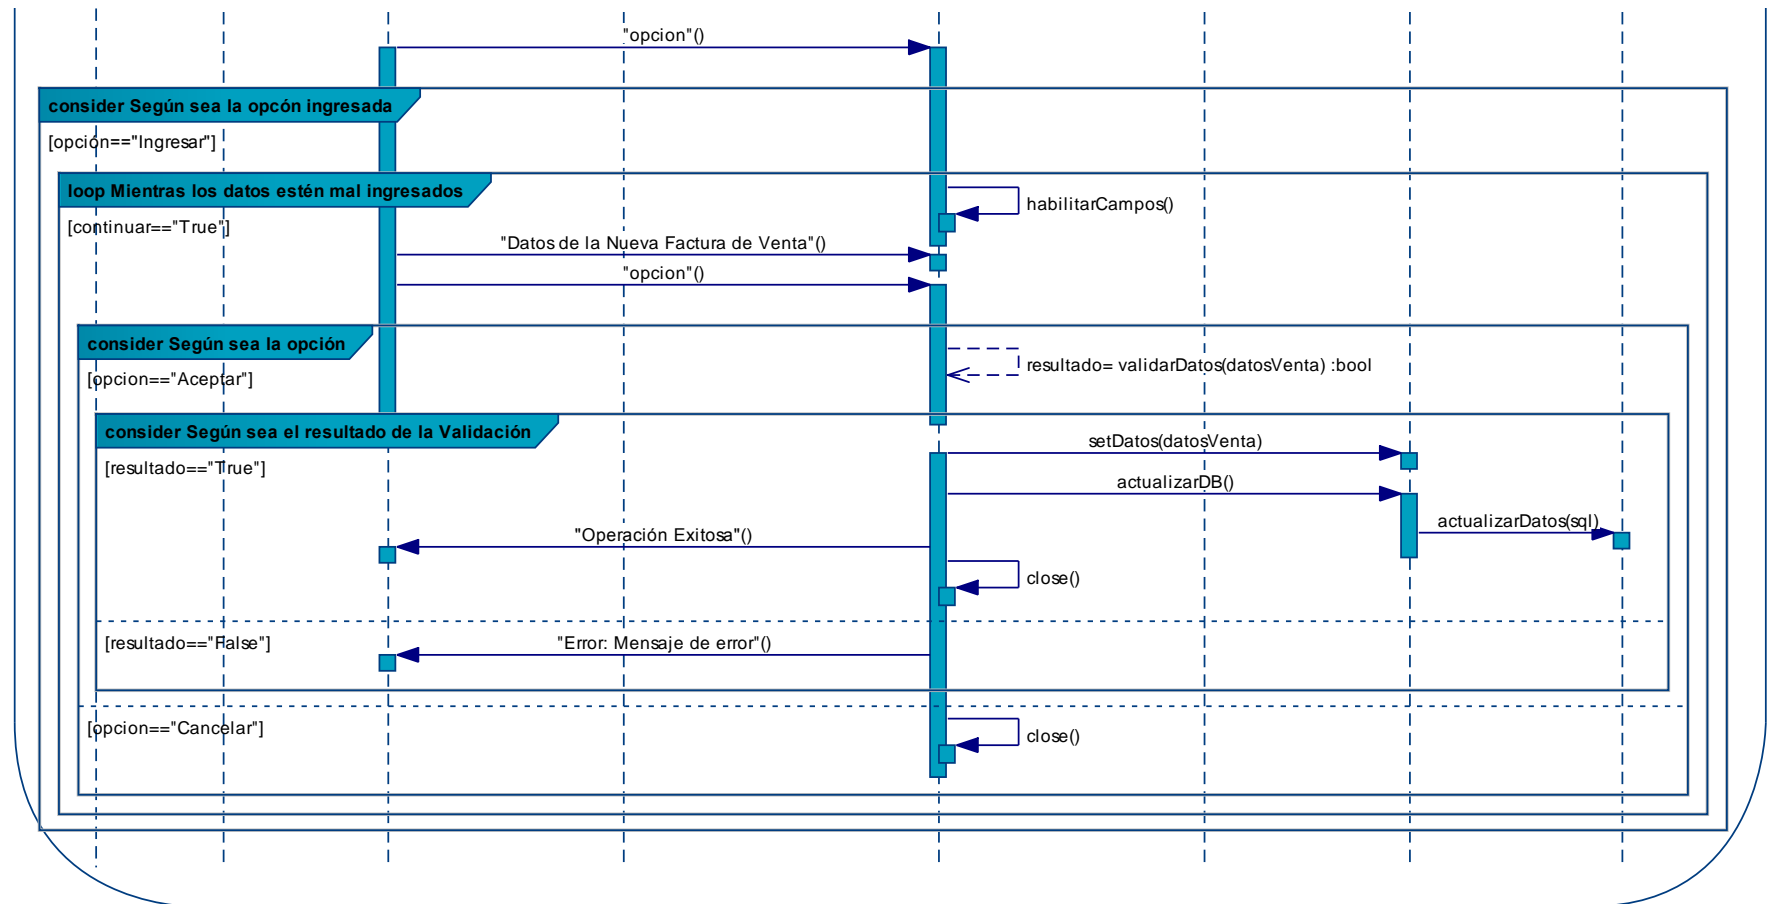 "opcion"()
consider Según sea la opcón ingresada
[opción=="Ingresar"]
loop Mientras los datos estén mal ingresados
habilitarCampos()
[continuar=="True"]
"Datos de la Nueva Factura de Venta"()
"opcion"()
consider Según sea la opción
resultado= validarDatos(datosVenta) :bool
[opcion=="Aceptar"]
consider Según sea el resultado de la Validación
setDatos(datosVenta)
[resultado=="True"]
actualizarDB()
actualizarDatos(sql)
"Operación Exitosa"()
close()
[resultado=="False"]
"Error: Mensaje de error"()
[opcion=="Cancelar"]
close()